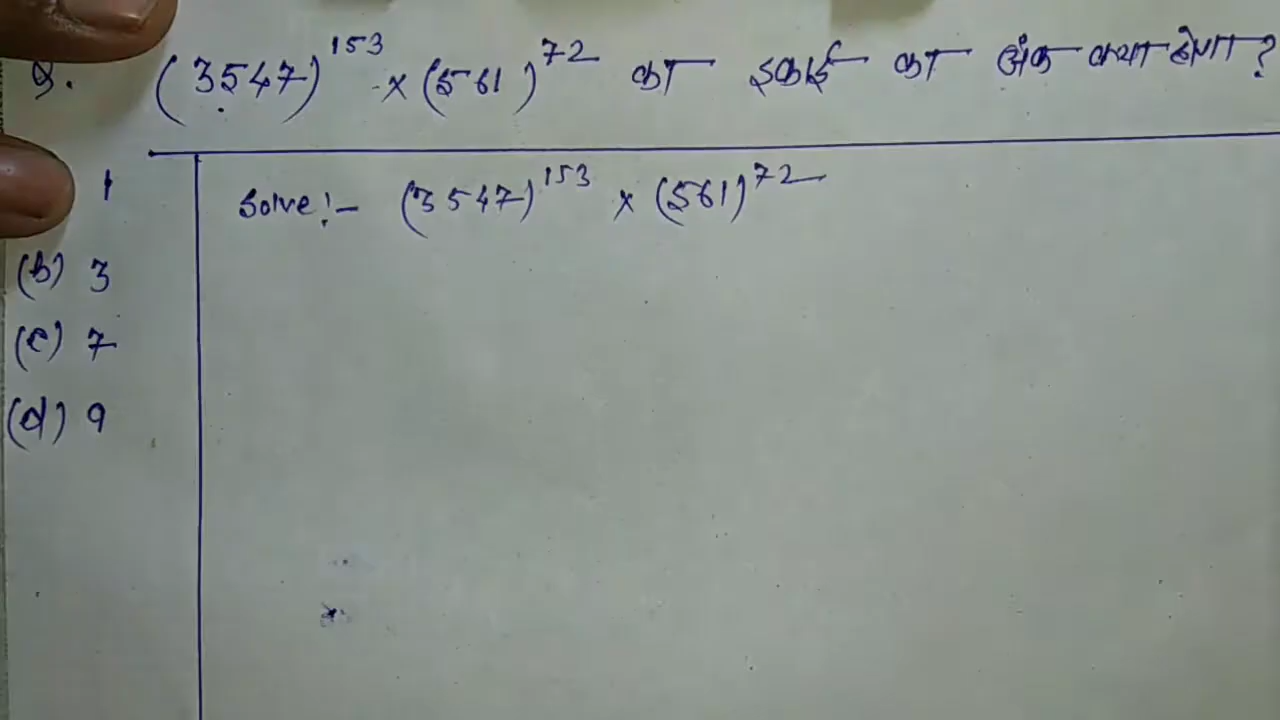 Q. (3547)^153 × (561)^72 का इकाई का अंक क्या होगा ?
1
Solve:- (3547)^153 × (561)^72
(b) 3
(c) 7
(d) 9